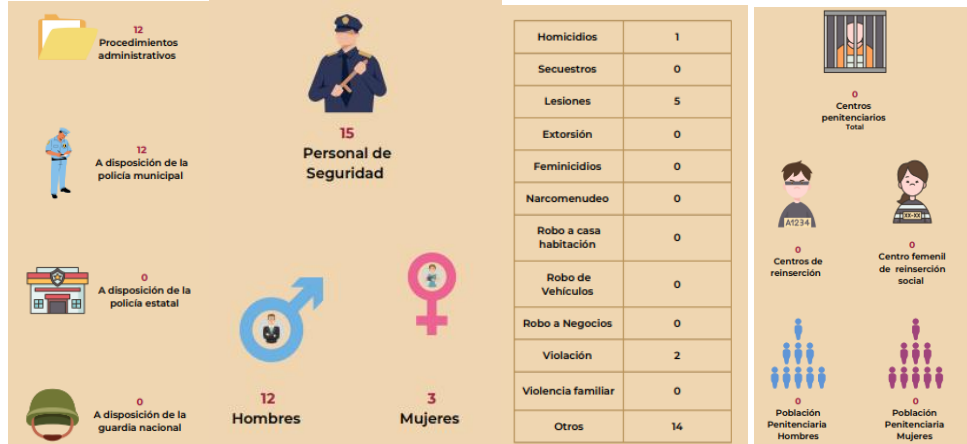 12
Procedimientos
administrativos
12
A disposición de la
policía municipal
0
A disposición de la
policía estatal
0
A disposición de la
guardia nacional
15
Personal de
Seguridad
12
Hombres
3
Mujeres
Homicidios 1
Secuestros 0
Lesiones 5
Extorsión 0
Feminicidios 0
Narcomenudeo 0
Robo a casa
habitación 0
Robo de
Vehículos 0
Robo a Negocios 0
Violación 2
Violencia familiar 0
Otros 14
0
Centros
penitenciarios
Total
A1234
0
Centros de
reinserción
XX-XX
0
Centro femenil
de reinserción
social
0
Población
Penitenciaria
Hombres
0
Población
Penitenciaria
Mujeres